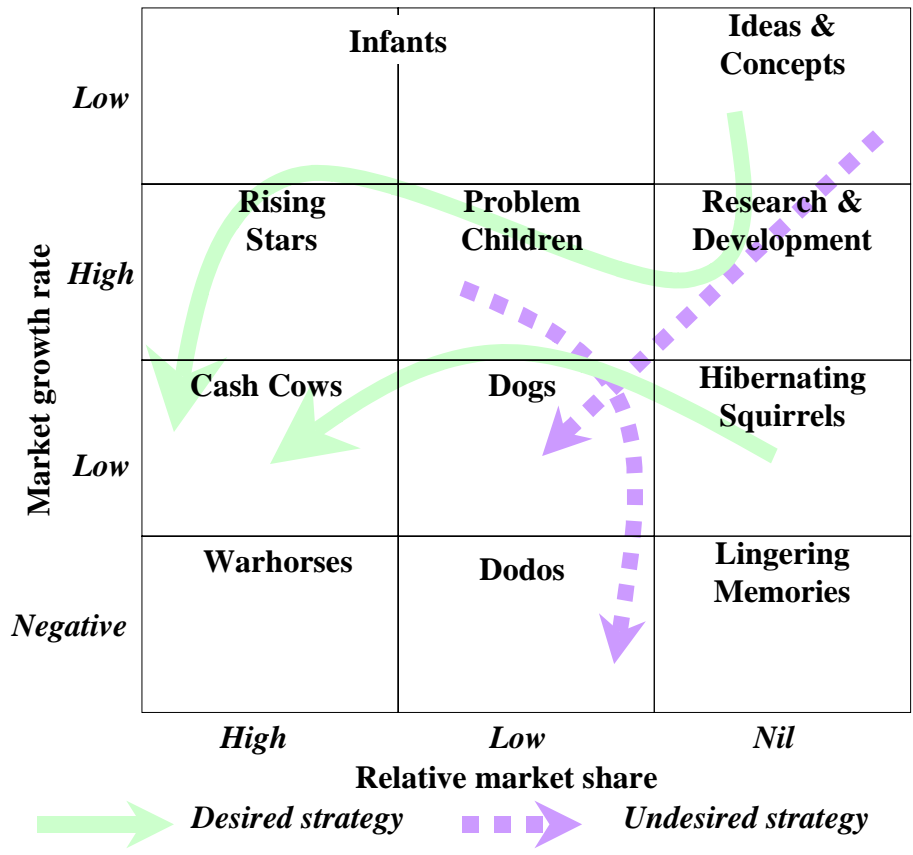 Infants
Ideas &
Concepts
Low
Rising
Stars
Problem
Children
Research &
Development
High
Market growth rate
Cash Cows
Dogs
Hibernating
Squirrels
Low
Warhorses
Dodos
Lingering
Memories
Negative
High
Low
Nil
Relative market share
Desired strategy
Undesired strategy